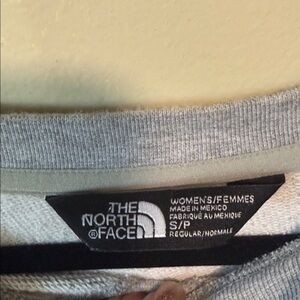 THE
NORTH
®FACE
WOMEN'S/FEMMES
MADE IN MEXICO
FABRIQUÉ AU MEXIQUE
S/P
REGULAR/NORMALE